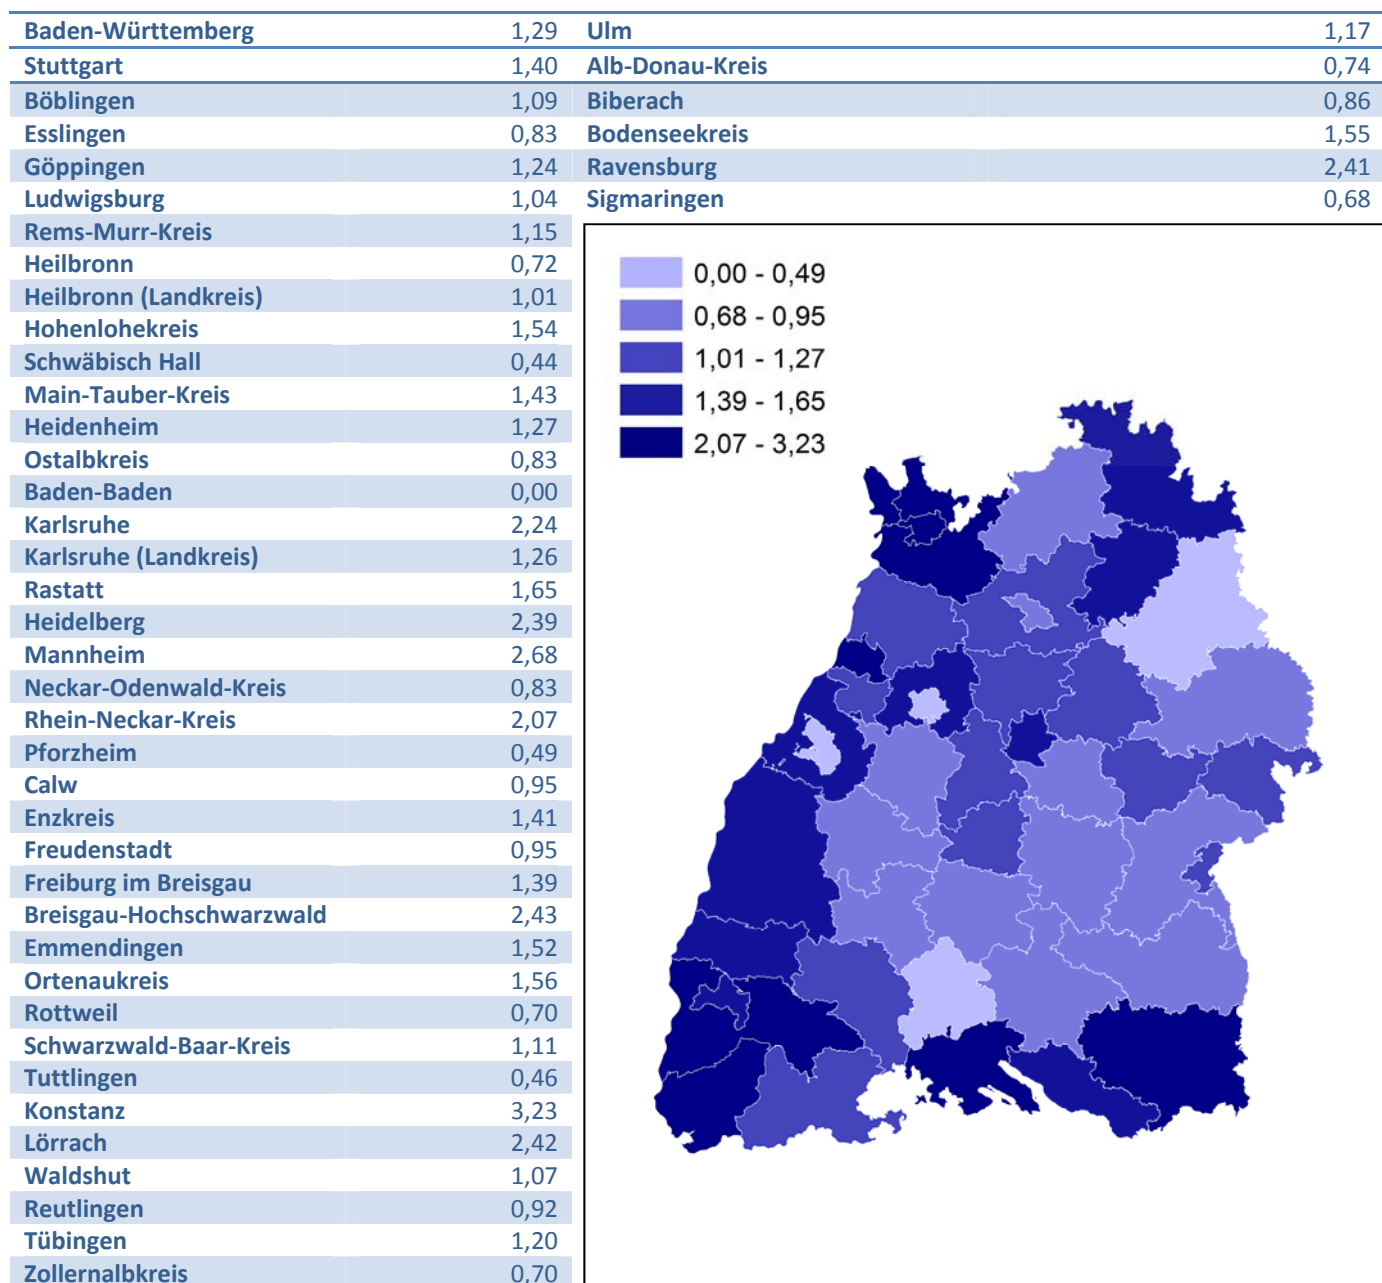 Baden-Württemberg 1,29
Stuttgart 1,40
Böblingen 1,09
Esslingen 0,83
Göppingen 1,24
Ludwigsburg 1,04
Rems-Murr-Kreis 1,15
Heilbronn 0,72
Heilbronn (Landkreis) 1,01
Hohenlohekreis 1,54
Schwäbisch Hall 0,44
Main-Tauber-Kreis 1,43
Heidenheim 1,27
Ostalbkreis 0,83
Baden-Baden 0,00
Karlsruhe 2,24
Karlsruhe (Landkreis) 1,26
Rastatt 1,65
Heidelberg 2,39
Mannheim 2,68
Neckar-Odenwald-Kreis 0,83
Rhein-Neckar-Kreis 2,07
Pforzheim 0,49
Calw 0,95
Enzkreis 1,41
Freudenstadt 0,95
Freiburg im Breisgau 1,39
Breisgau-Hochschwarzwald 2,43
Emmendingen 1,52
Ortenaukreis 1,56
Rottweil 0,70
Schwarzwald-Baar-Kreis 1,11
Tuttlingen 0,46
Konstanz 3,23
Lörrach 2,42
Waldshut 1,07
Reutlingen 0,92
Tübingen 1,20
Zollernalbkreis 0,70
Ulm 1,17
Alb-Donau-Kreis 0,74
Biberach 0,86
Bodenseekreis 1,55
Ravensburg 2,41
Sigmaringen 0,68
0,00 - 0,49
0,68 - 0,95
1,01 - 1,27
1,39 - 1,65
2,07 - 3,23